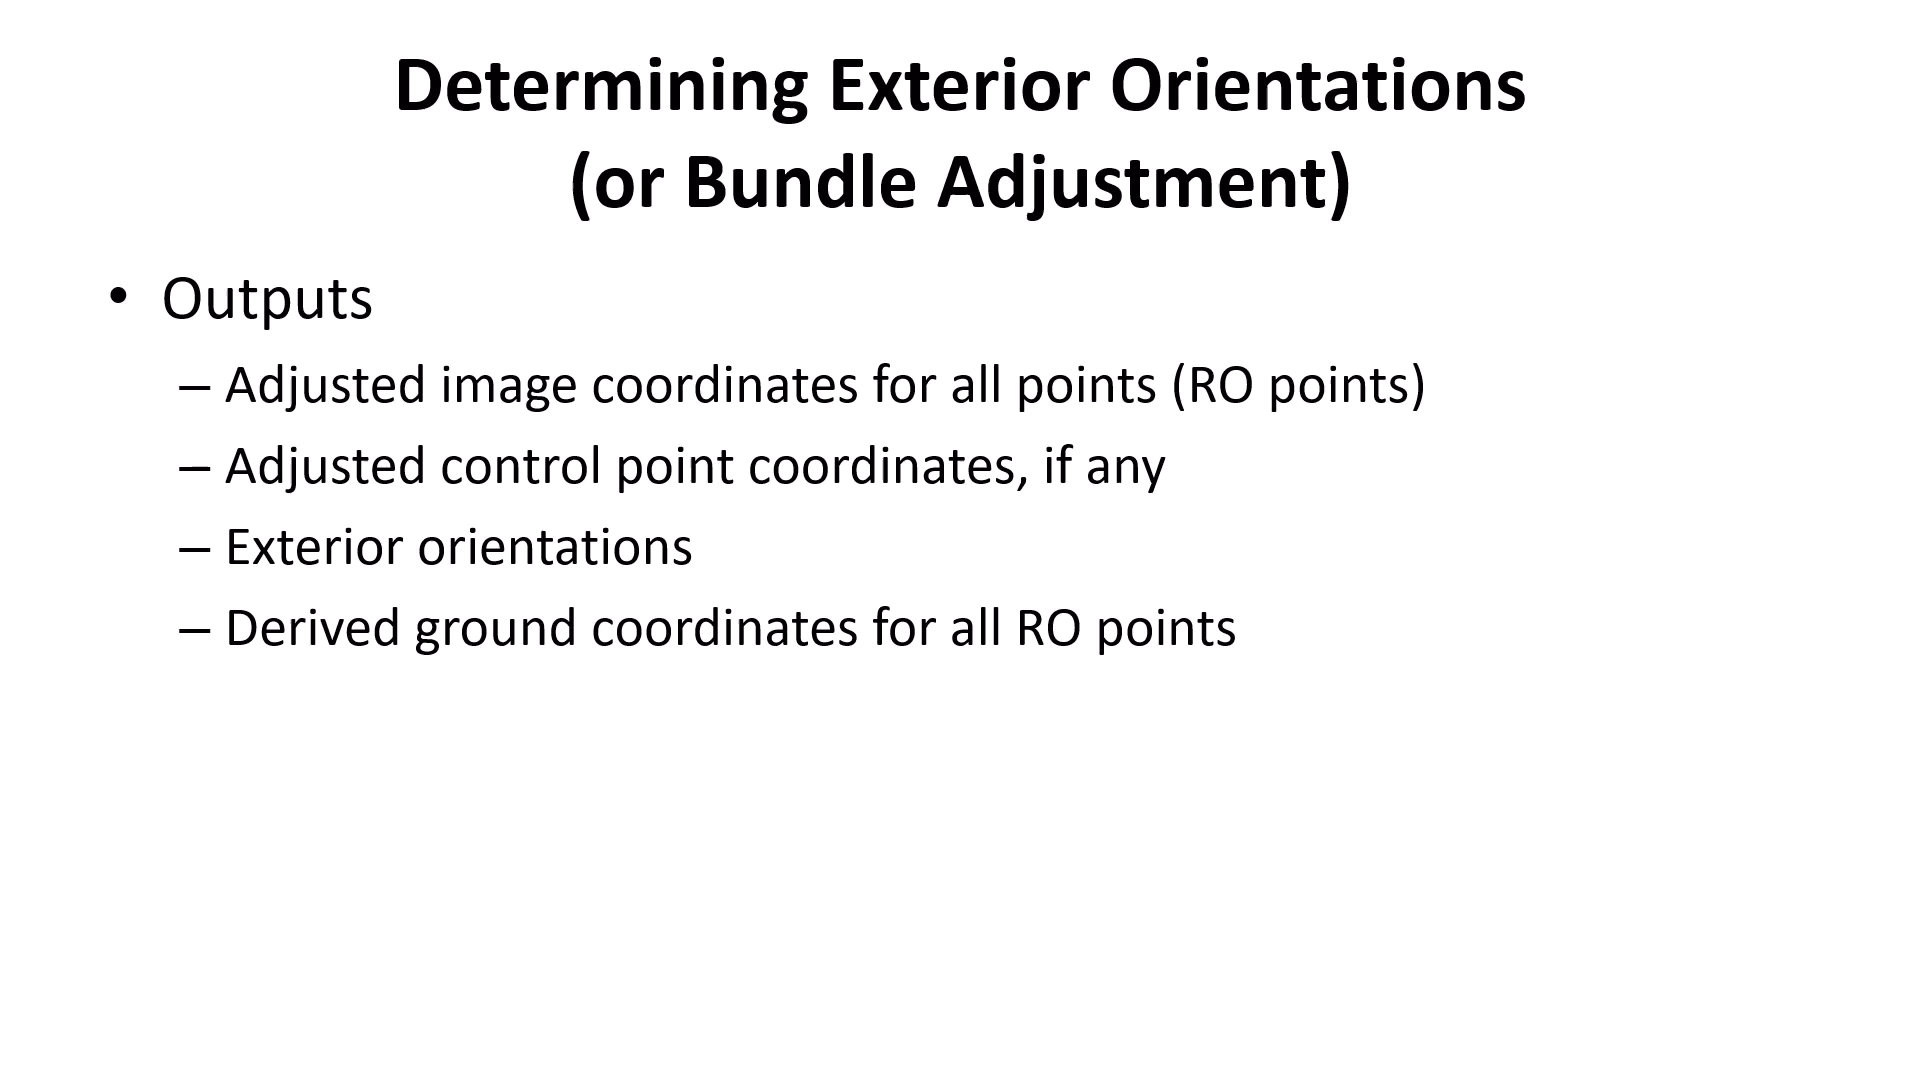 Determining Exterior Orientations
(or Bundle Adjustment)
• Outputs
– Adjusted image coordinates for all points (RO points)
– Adjusted control point coordinates, if any
– Exterior orientations
– Derived ground coordinates for all RO points